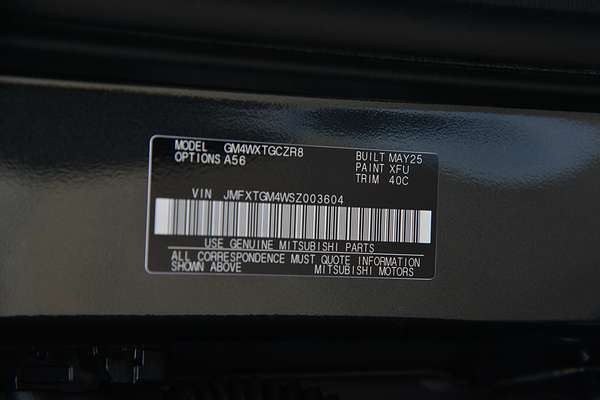 MODEL GM4WXTGCZR8
OPTIONS A56
BUILT MAY25
PAINT XFU
TRIM 40C
VIN JMFXTGM4WSZ003604
USE GENUINE MITSUBISHI PARTS
ALL CORRESPONDENCE MUST QUOTE INFORMATION
SHOWN ABOVE MITSUBISHI MOTORS